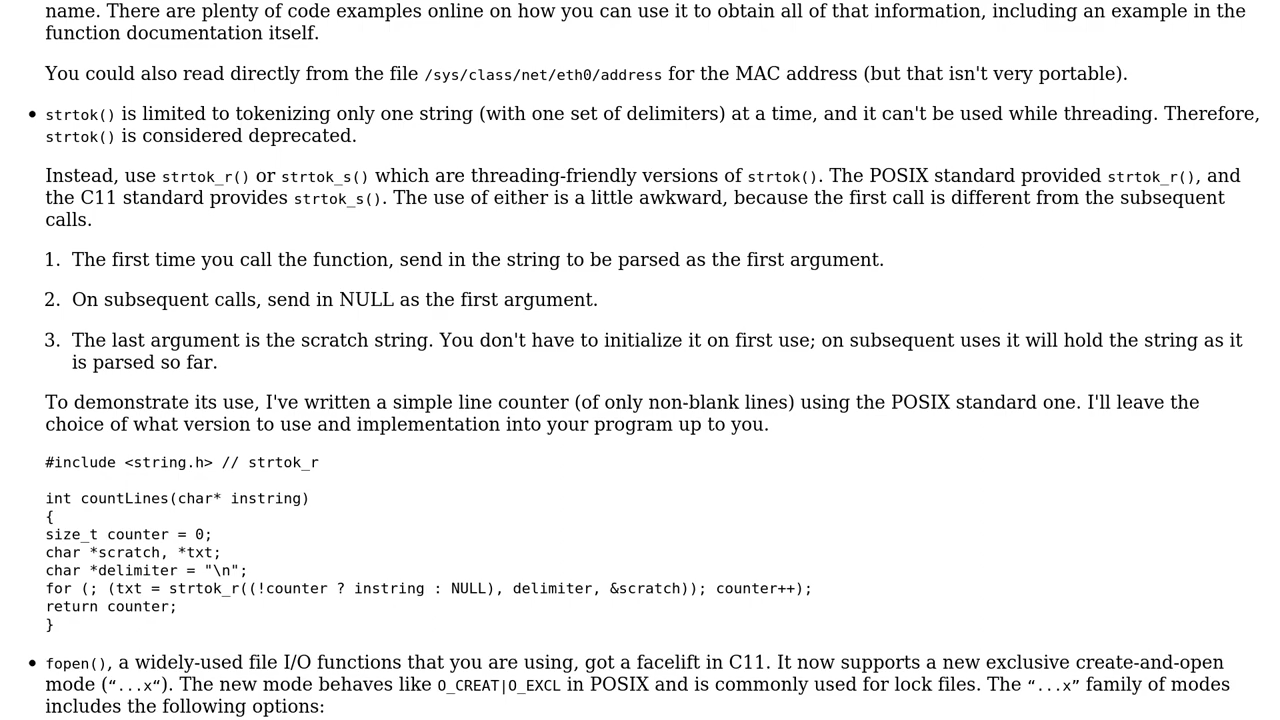 name. There are plenty of code examples online on how you can use it to obtain all of that information, including an example in the
function documentation itself.
You could also read directly from the file /sys/class/net/eth0/address for the MAC address (but that isn't very portable).
• strtok() is limited to tokenizing only one string (with one set of delimiters) at a time, and it can't be used while threading. Therefore,
strtok() is considered deprecated.
Instead, use strtok_r() or strtok_s() which are threading-friendly versions of strtok(). The POSIX standard provided strtok_r(), and
the C11 standard provides strtok_s(). The use of either is a little awkward, because the first call is different from the subsequent
calls.
1. The first time you call the function, send in the string to be parsed as the first argument.
2. On subsequent calls, send in NULL as the first argument.
3. The last argument is the scratch string. You don't have to initialize it on first use; on subsequent uses it will hold the string as it
is parsed so far.
To demonstrate its use, I've written a simple line counter (of only non-blank lines) using the POSIX standard one. I'll leave the
choice of what version to use and implementation into your program up to you.
#include <string.h> // strtok_r
int countLines(char* instring)
{
size_t counter = 0;
char *scratch, *txt;
char *delimiter = "\n";
for (; (txt = strtok_r((!counter ? instring : NULL), delimiter, &scratch)); counter++);
return counter;
}
• fopen(), a widely-used file I/O functions that you are using, got a facelift in C11. It now supports a new exclusive create-and-open
mode (“...x“). The new mode behaves like O_CREAT|O_EXCL in POSIX and is commonly used for lock files. The “...x” family of modes
includes the following options: